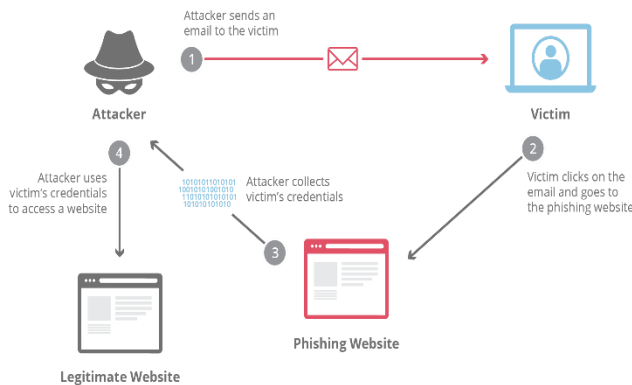 1
Attacker sends an
email to the victim
Attacker
Victim
2
Victim clicks on the
email and goes to
the phishing website
4
Attacker uses
victim's credentials
to access a website
10101011010101
10010101001010
11010101010101
101010101010
Attacker collects
victim's credentials
3
Phishing Website
Legitimate Website